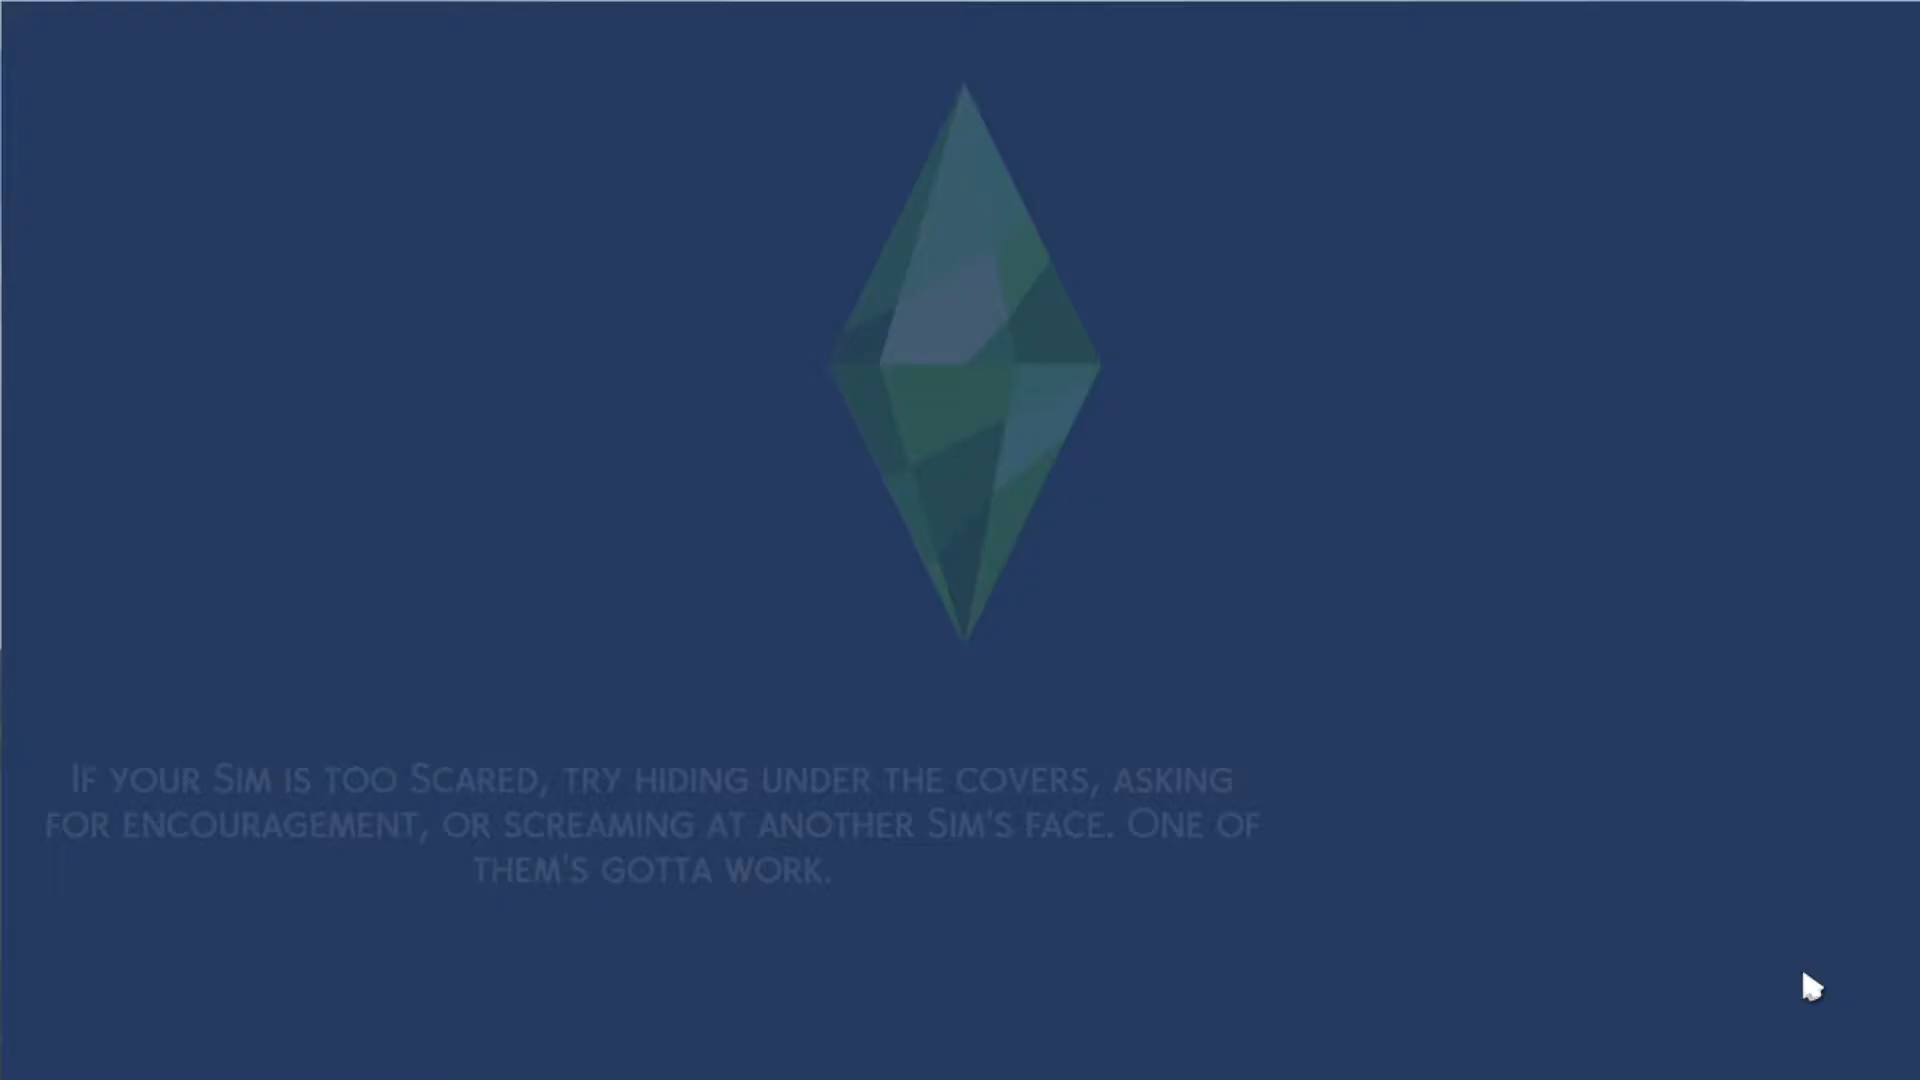 If your Sim is too Scared, try hiding under the covers, asking
for encouragement, or screaming at another Sim's face. One of
them's gotta work.